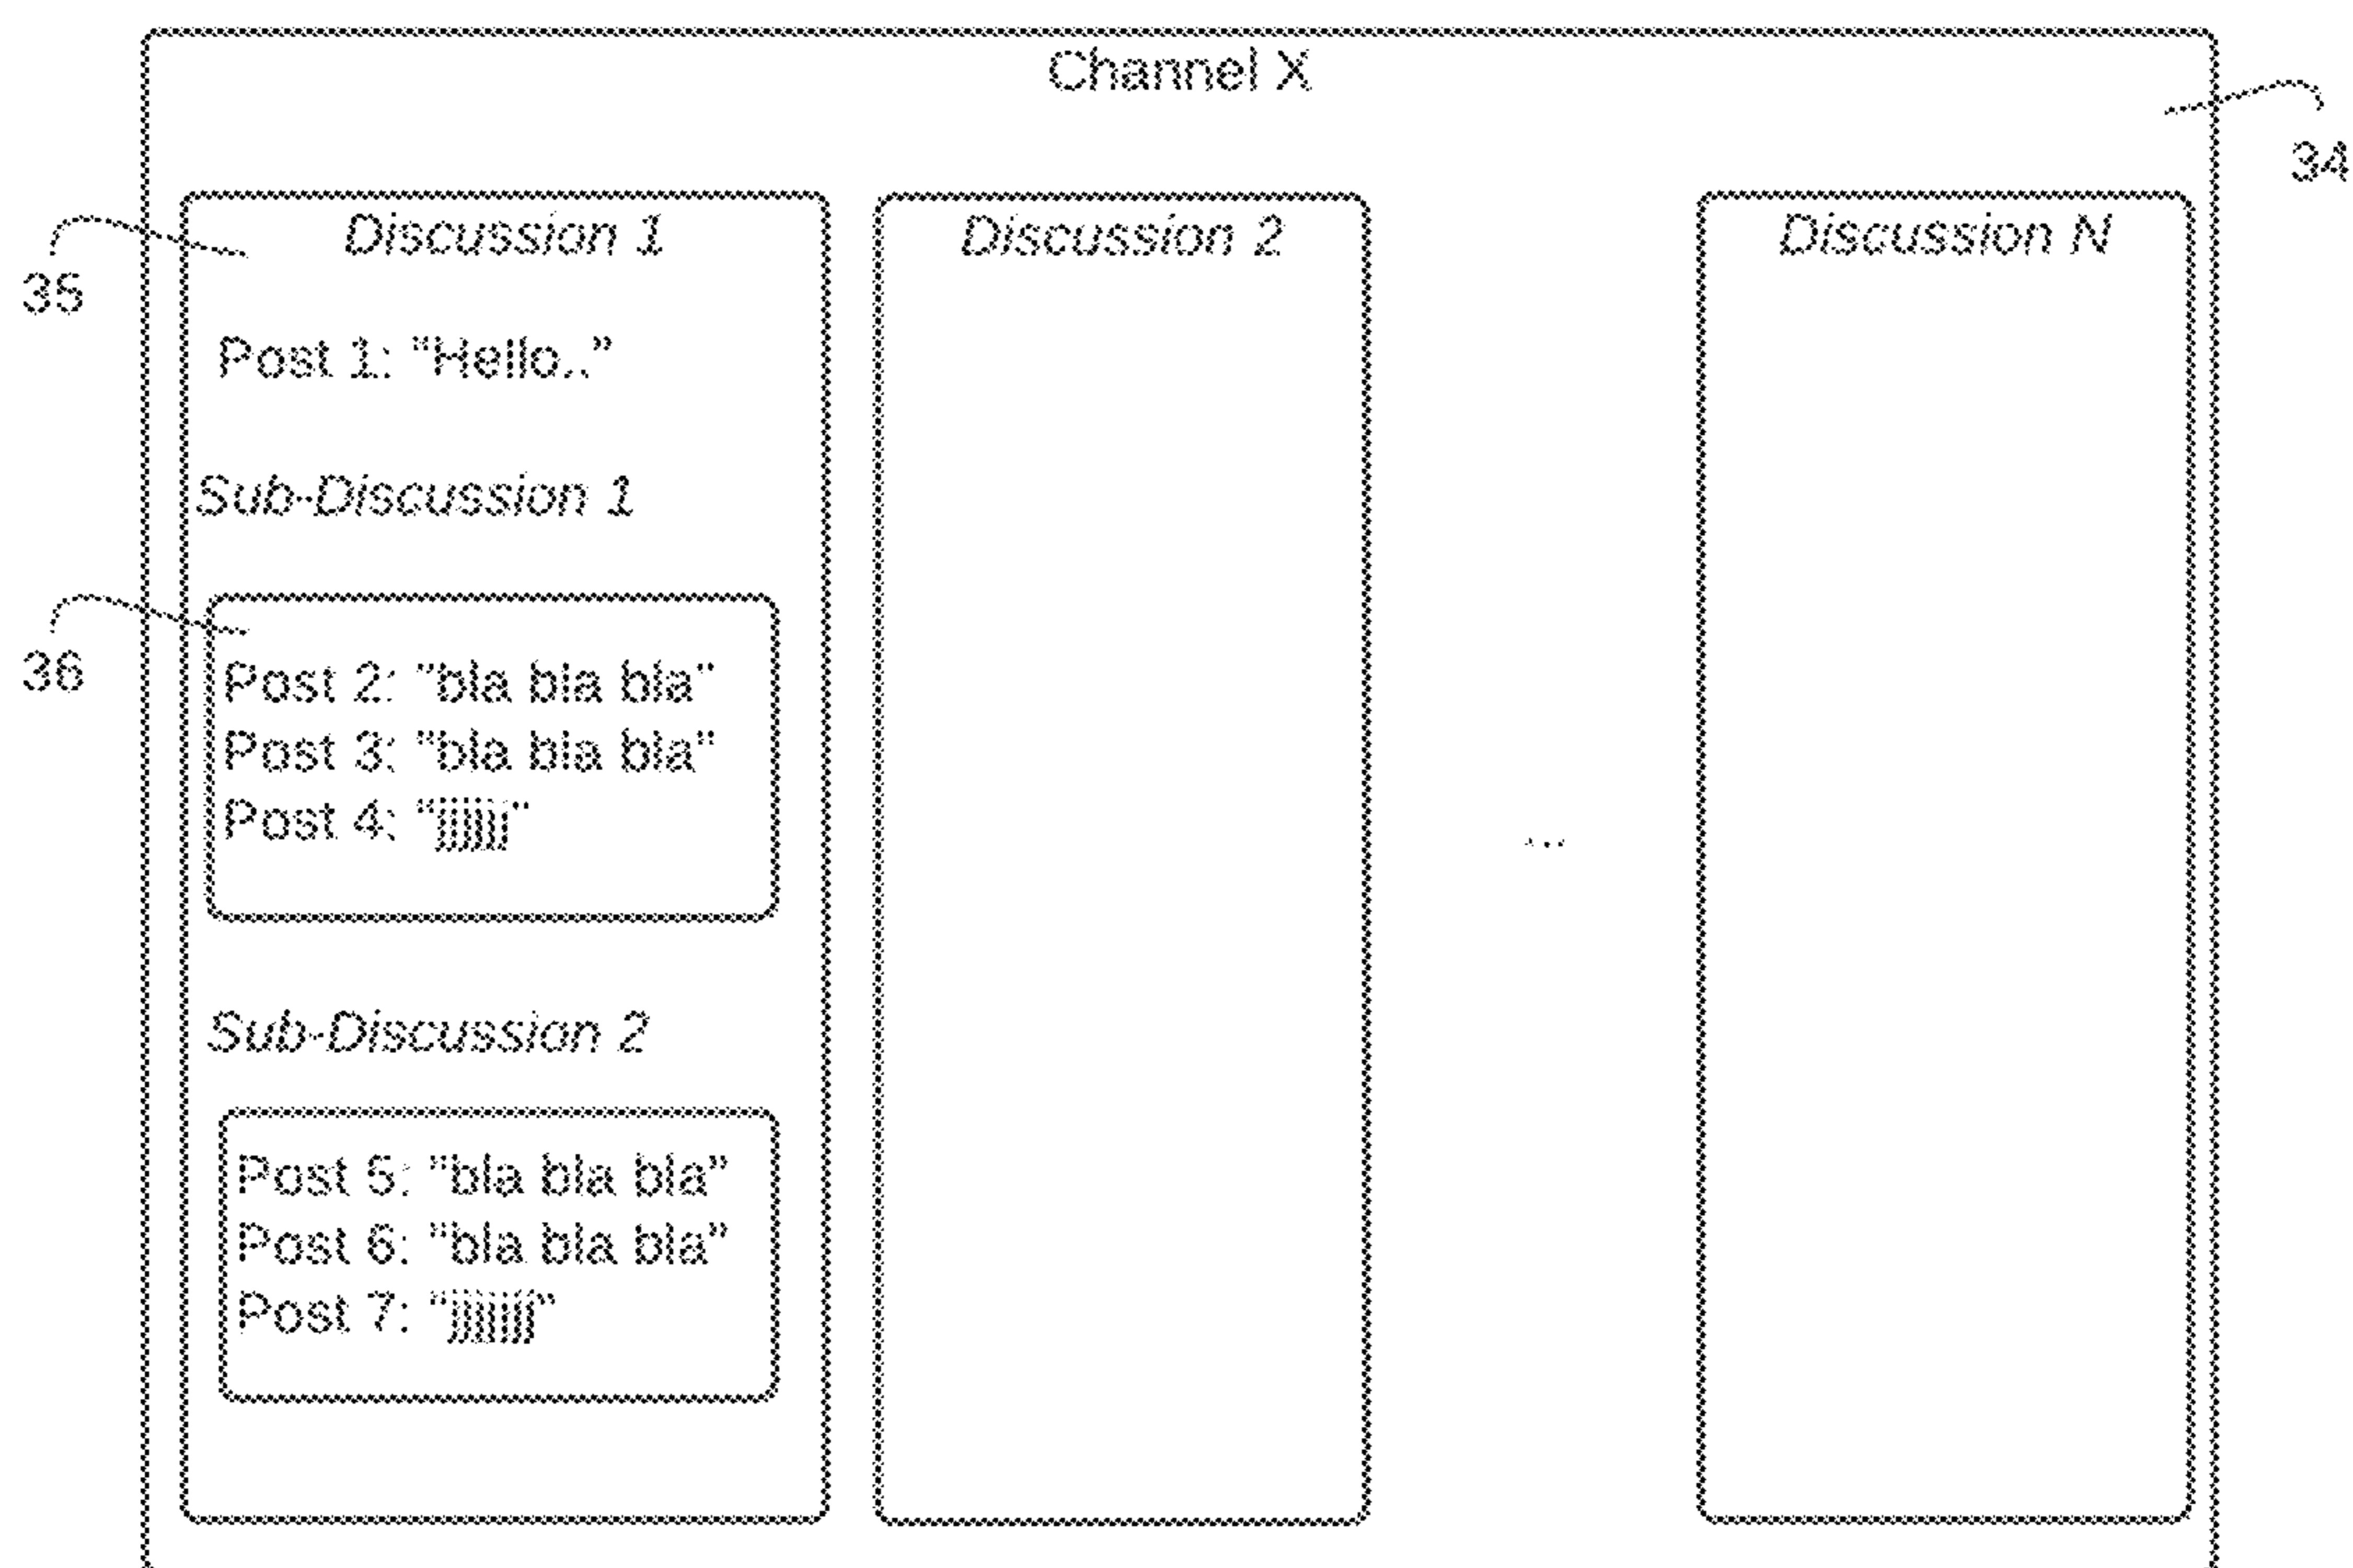 Channel X
34
35
Discussion 1
Post 1: “Hello..”
Sub-Discussion 1
36
Post 2: "bla bla bla"
Post 3: "bla bla bla"
Post 4:
Sub-Discussion 2
Post 5: “bla bla bla”
Post 6: “bla bla bla”
Post 7:
Discussion 2
...
Discussion N